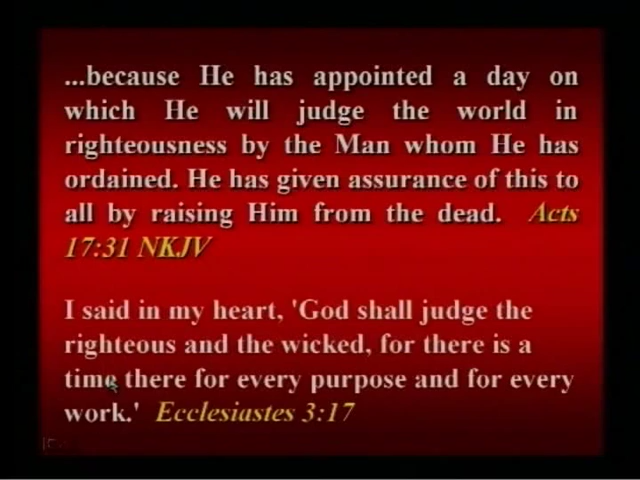 ...because He has appointed a day on
which He will judge the world in
righteousness by the Man whom He has
ordained. He has given assurance of this to
all by raising Him from the dead. Acts
17:31 NKJV
I said in my heart, 'God shall judge the
righteous and the wicked, for there is a
time there for every purpose and for every
work.' Ecclesiastes 3:17